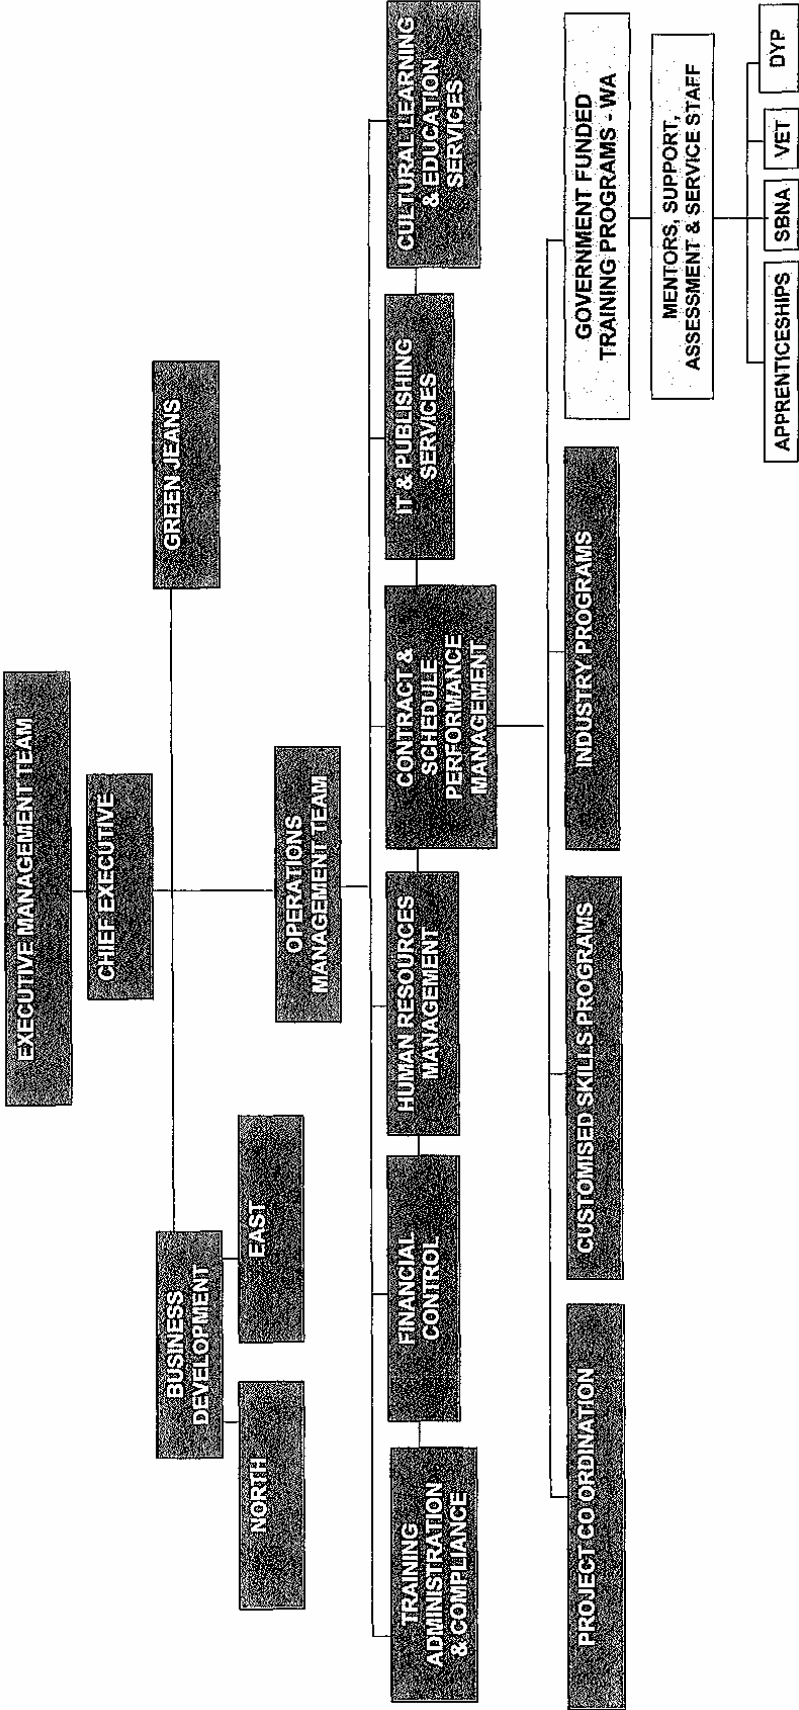 EXECUTIVE MANAGEMENT TEAM
CHIEF EXECUTIVE
BUSINESS
DEVELOPMENT
GREEN JEANS
NORTH
EAST
OPERATIONS
MANAGEMENT TEAM
TRAINING
ADMINISTRATION
& COMPLIANCE
FINANCIAL
CONTROL
HUMAN RESOURCES
MANAGEMENT
CONTRACT &
SCHEDULE
PERFORMANCE
MANAGEMENT
IT & PUBLISHING
SERVICES
CULTURAL LEARNING
& EDUCATION
SERVICES
PROJECT CO ORDINATION
CUSTOMISED SKILLS PROGRAMS
INDUSTRY PROGRAMS
GOVERNMENT FUNDED
TRAINING PROGRAMS - WA
MENTORS, SUPPORT,
ASSESSMENT & SERVICE STAFF
APPRENTICESHIPS
SBNA
VET
DYP